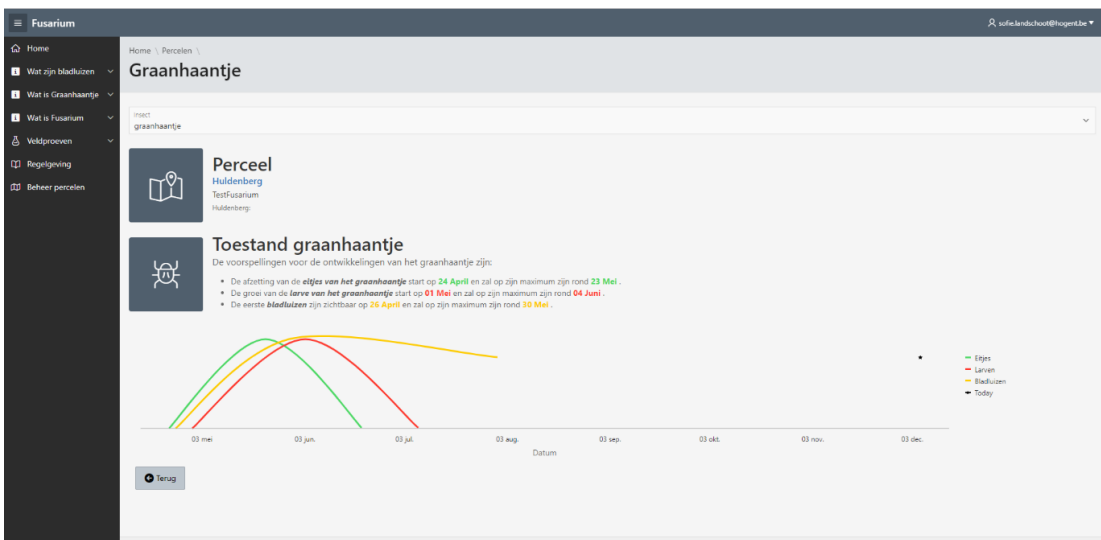 Fusarium
sofie.landschoot@hogent.be
Home
Wat zijn bladluizen
Wat is Graanhaantje
Wat is Fusarium
Veldproeven
Regelgeving
Beheer percelen
Home \ Percelen \
Graanhaantje
Insect
graanhaantje
Perceel
Huldenberg
TestFusarium
Huldenberg:
Toestand graanhaantje
De voorspellingen voor de ontwikkelingen van het graanhaantje zijn:
De afzetting van de eitjes van het graanhaantje start op 24 April en zal op zijn maximum zijn rond 23 Mei .
De groei van de larve van het graanhaantje start op 01 Mei en zal op zijn maximum zijn rond 04 Juni .
De eerste bladluizen zijn zichtbaar op 26 April en zal op zijn maximum zijn rond 30 Mei .
Eitjes
Larven
Bladluizen
Today
03 mei 03 jun. 03 jul. 03 aug. 03 sep. 03 okt. 03 nov. 03 dec.
Datum
Terug